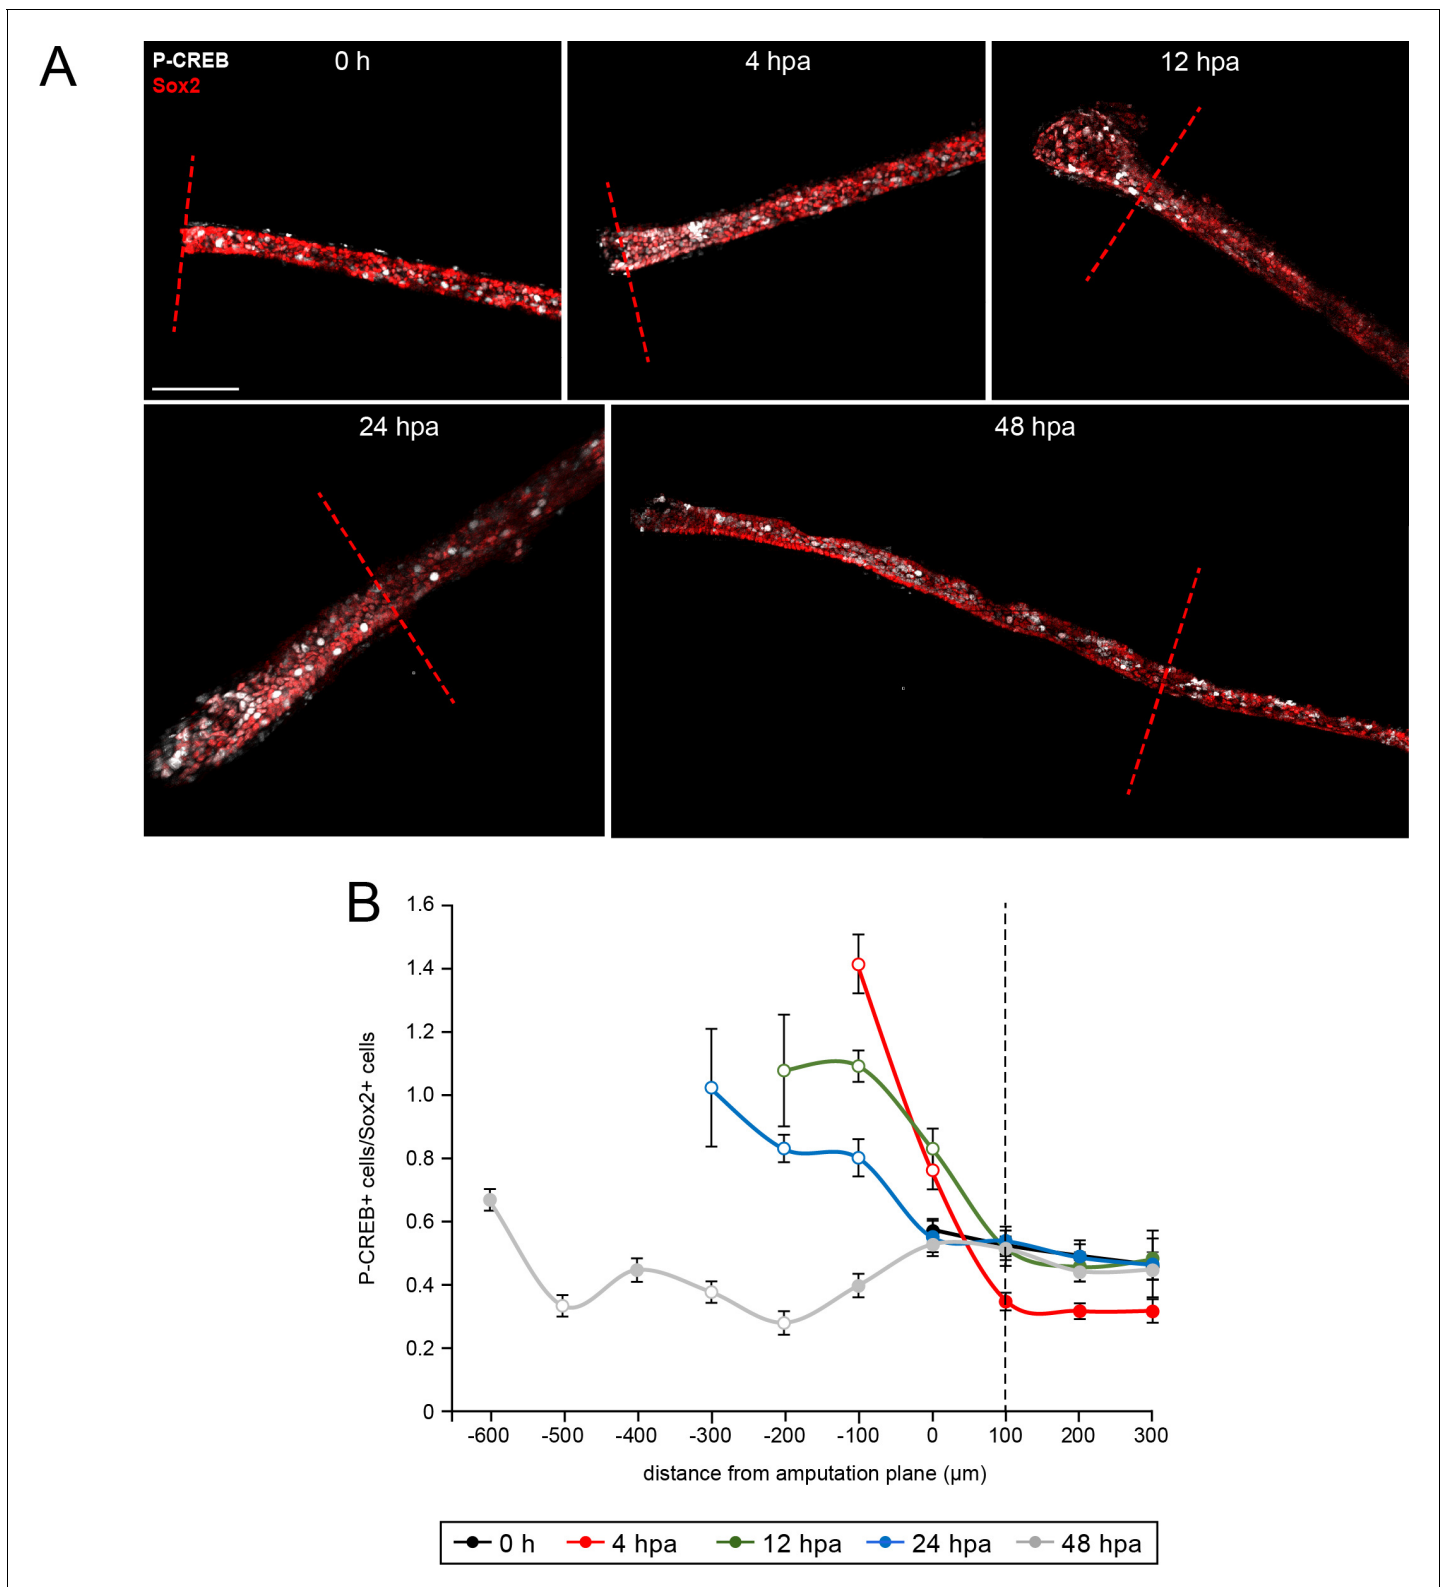 A
P-CREB
Sox2
0 h
4 hpa
12 hpa
24 hpa
48 hpa
B
P-CREB+ cells/Sox2+ cells
1.6
1.4
1.2
1.0
0.8
0.6
0.4
0.2
0
-600 -500 -400 -300 -200 -100 0 100 200 300
distance from amputation plane (µm)
0 h 4 hpa 12 hpa 24 hpa 48 hpa